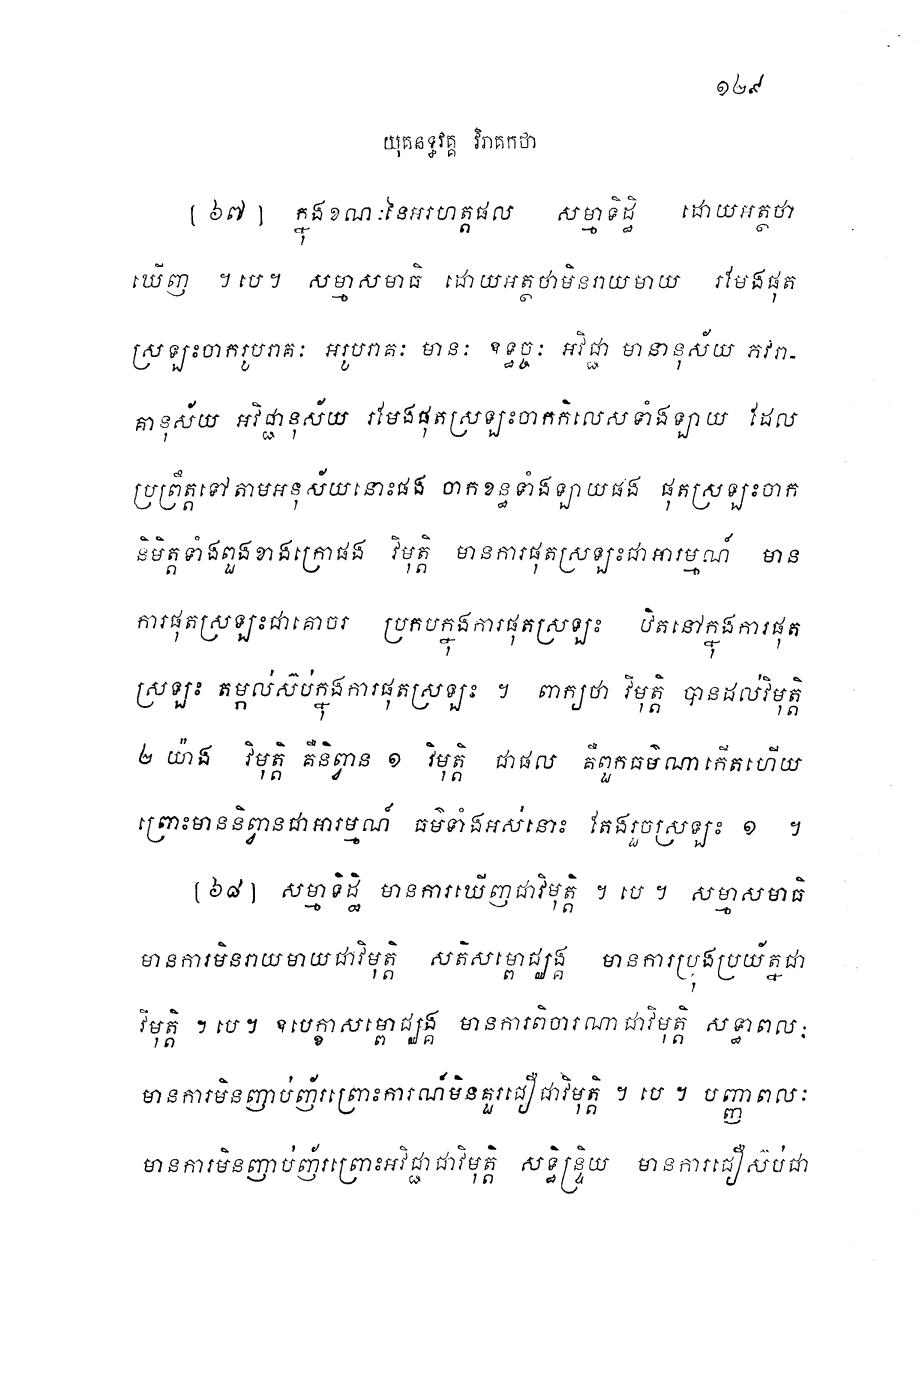 ១២៩
យុគនទ្ធវគ្គ វិរាគកថា
[ ៦៧ ] ក្នុងខណៈនៃអរហត្តផល សម្មាទិដ្ឋិ ដោយអត្ថថា
ឃើញ ។ បេ ។ សម្មាសមាធិ ដោយអត្ថថាមិនរាយមាយ រមែងផុត
ស្រឡះចាករូបរាគៈ អរូបរាគៈ មានៈ ឧទ្ធច្ចៈ អវិជ្ជា មានានុស័យ ភវរា-
គានុស័យ អវិជ្ជានុស័យ រមែងផុតស្រឡះចាកកិលេសទាំងឡាយ ដែល
ប្រព្រឹត្តទៅតាមអនុស័យនោះផង ចាកខន្ធទាំងឡាយផង ផុតស្រឡះចាក
និមិត្តទាំងពួងខាងក្រៅផង វិមុត្តិ មានការផុតស្រឡះជាអារម្មណ៍ មាន
ការផុតស្រឡះជាគោចរ ប្រកបក្នុងការផុតស្រឡះ ឋិតនៅក្នុងការផុត
ស្រឡះ តម្កល់ស៊ប់ក្នុងការផុតស្រឡះ ។ ពាក្យថា វិមុត្តិ បានដល់វិមុត្តិ
២ យ៉ាង វិមុត្តិ គឺនិព្វាន ១ វិមុត្តិ ជាផល គឺពួកធម៌ណាកើតហើយ
ព្រោះមាននិព្វានជាអារម្មណ៍ ធម៌ទាំងអស់នោះ តែងរួចស្រឡះ ១ ។
[ ៦៨ ] សម្មាទិដ្ឋិ មានការឃើញជាវិមុត្តិ ។ បេ ។ សម្មាសមាធិ
មានការមិនរាយមាយជាវិមុត្តិ សតិសម្ពោជ្ឈង្គ មានការប្រុងប្រយ័ត្នជា
វិមុត្តិ ។ បេ ។ ឧបេក្ខាសម្ពោជ្ឈង្គ មានការពិចារណាជាវិមុត្តិ សទ្ធាពលៈ
មានការមិនញាប់ញ័រព្រោះការណ៍មិនគួរជឿជាវិមុត្តិ ។ បេ ។ បញ្ញាពលៈ
មានការមិនញាប់ញ័រព្រោះអវិជ្ជាជាវិមុត្តិ សទ្ធិន្ទ្រិយ មានការជឿស៊ប់ជា